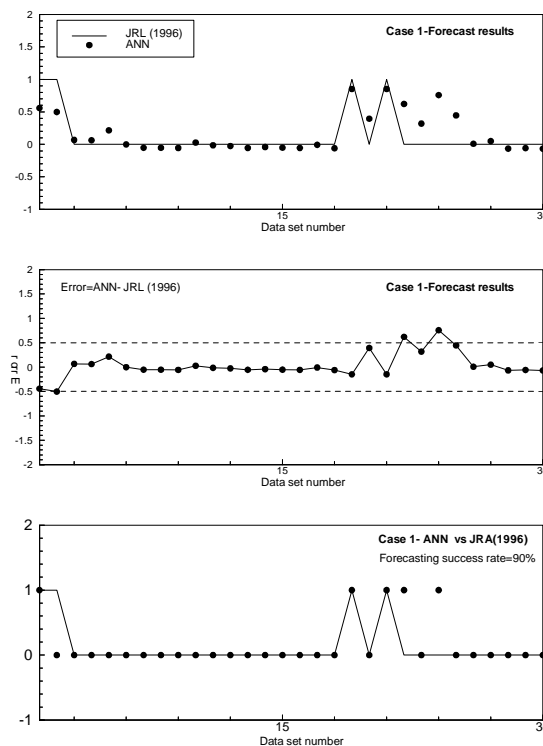 2
1.5
1
0.5
0
-0.5
-1
JRL (1996)
ANN
Case 1-Forecast results
15
3
Data set number
2
1.5
1
0.5
0
-0.5
-1
-1.5
-2
Error=ANN- JRL (1996)
Case 1-Forecast results
15
3
Data set number
2
1
0
-1
Case 1- ANN vs JRA(1996)
Forecasting success rate=90%
15
3
Data set number